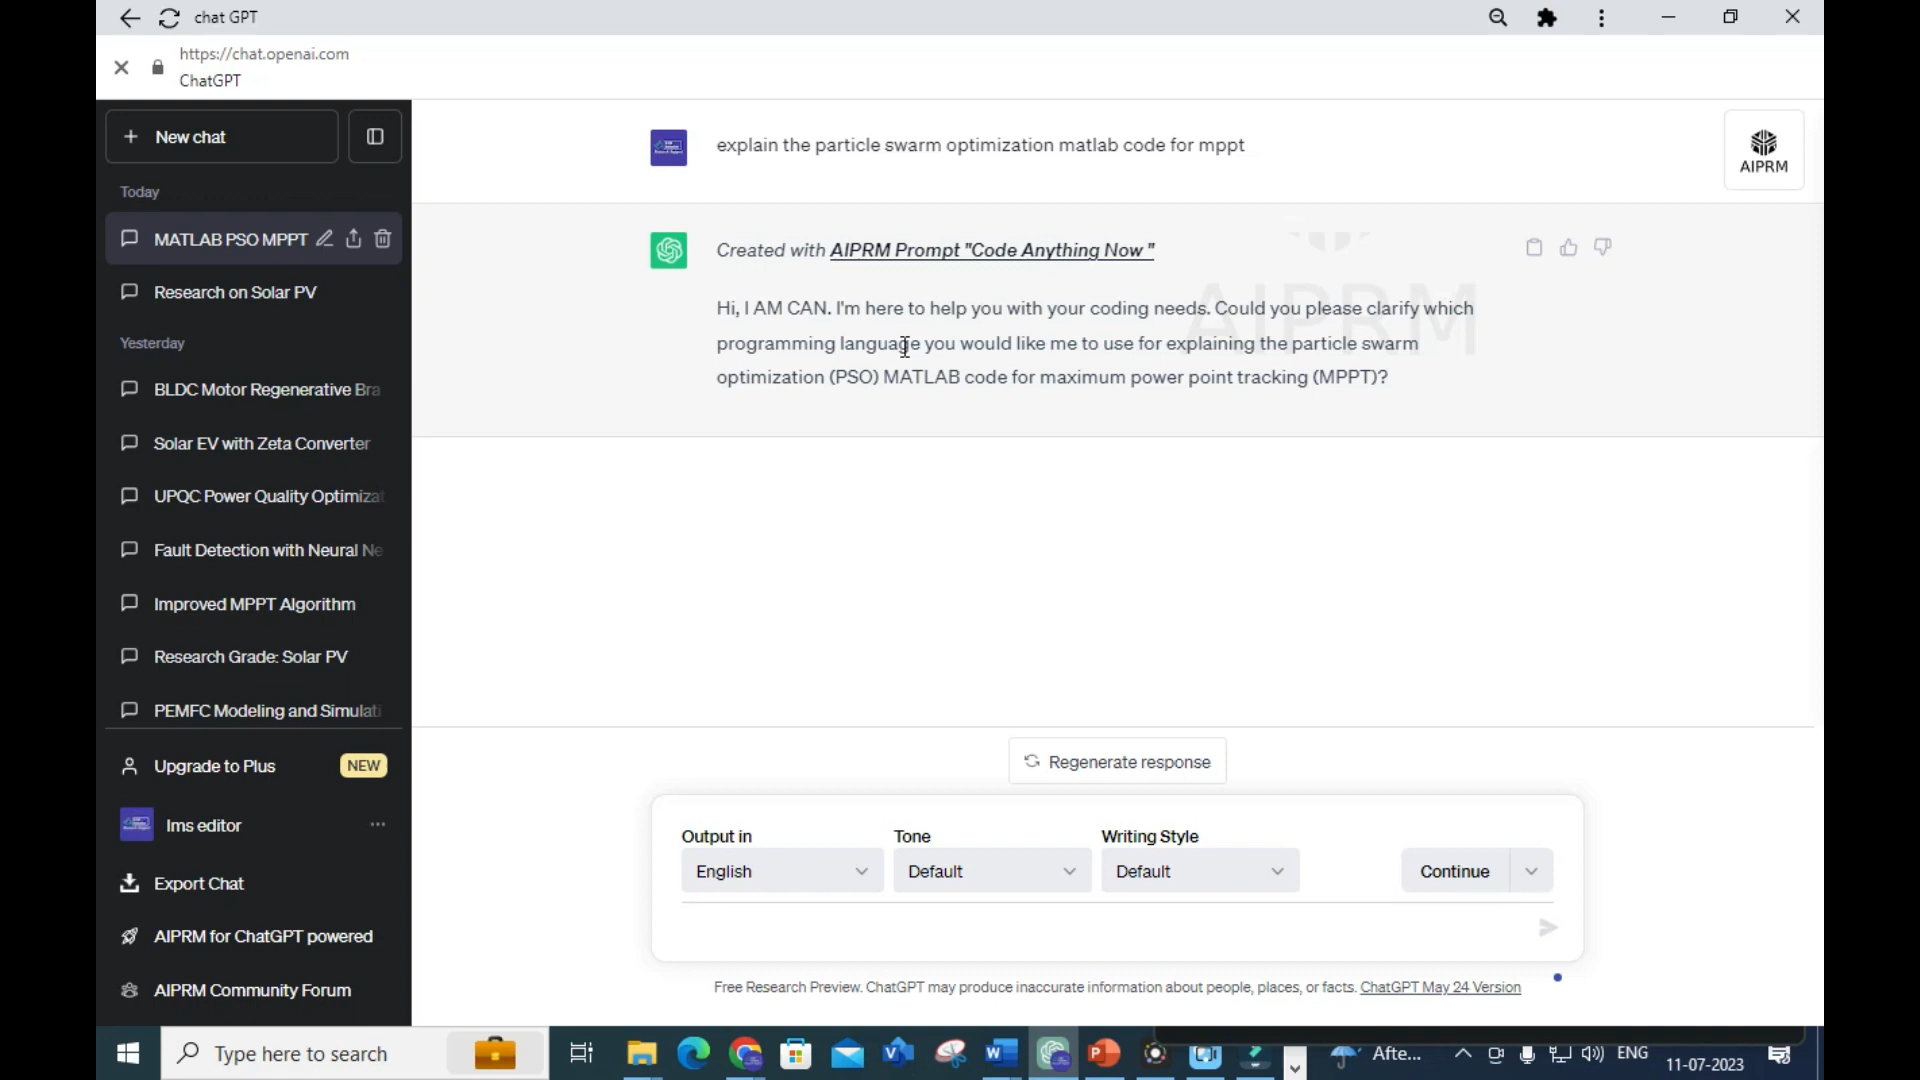 chat GPT
https://chat.openai.com
ChatGPT
New chat
Today
MATLAB PSO MPPT
Research on Solar PV
Yesterday
BLDC Motor Regenerative Bra
Solar EV with Zeta Converter
UPQC Power Quality Optimizat
Fault Detection with Neural Ne
Improved MPPT Algorithm
Research Grade: Solar PV
PEMFC Modeling and Simulati
Upgrade to Plus NEW
lms editor
Export Chat
AIPRM for ChatGPT powered
AIPRM Community Forum
explain the particle swarm optimization matlab code for mppt
AIPRM
Created with AIPRM Prompt "Code Anything Now "
AIPRM
Hi, I AM CAN. I'm here to help you with your coding needs. Could you please clarify which
programming language you would like me to use for explaining the particle swarm
optimization (PSO) MATLAB code for maximum power point tracking (MPPT)?
Regenerate response
Output in Tone Writing Style
English Default Default Continue
Free Research Preview. ChatGPT may produce inaccurate information about people, places, or facts. ChatGPT May 24 Version
Type here to search
Afte... ENG
11-07-2023